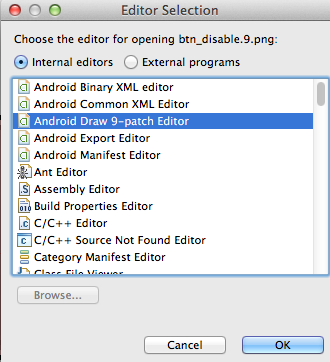 Editor Selection
Choose the editor for opening btn_disable.9.png:
Internal editors External programs
Android Binary XML editor
Android Common XML Editor
Android Draw 9-patch Editor
Android Export Editor
Android Manifest Editor
Ant Editor
Assembly Editor
Build Properties Editor
C/C++ Editor
C/C++ Source Not Found Editor
Category Manifest Editor
Class File Viewer
Browse...
Cancel OK